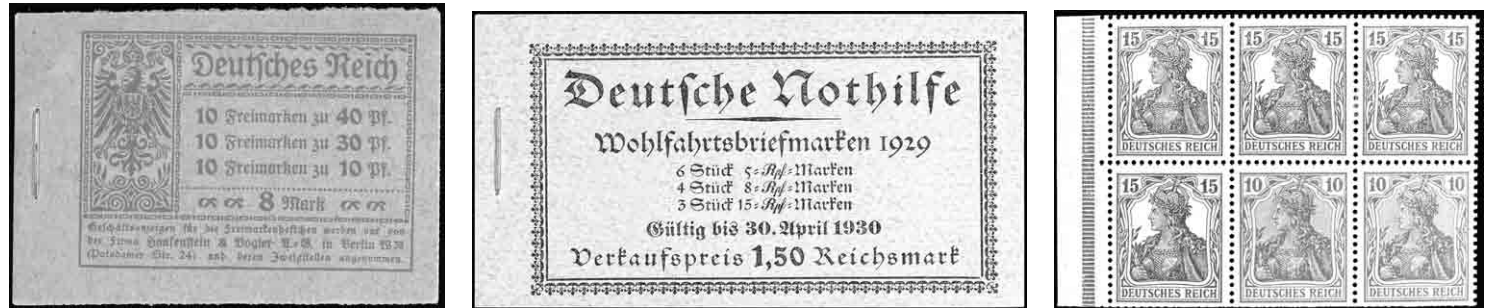 Deutsches Reich
10 Freimarken zu 40 Pf.
10 Freimarken zu 30 Pf.
10 Freimarken zu 10 Pf.
8 Mark
Geschäftsanzeigen für die Freimarkenheftchen werden nur von
der Firma Haasenstein & Vogler A.-G. in Berlin W35
(Potsdamer Str. 24) und deren Zweigstellen angenommen.
Deutsche Nothilfe
Wohlfahrtsbriefmarken 1929
6 Stück 5=Rpf=Marken
4 Stück 8=Rpf=Marken
3 Stück 15=Rpf=Marken
Gültig bis 30. April 1930
Verkaufspreis 1,50 Reichsmark
15 15 15 15 15 15
DEUTSCHES REICH DEUTSCHES REICH DEUTSCHES REICH
15 15 10 10 10 10
DEUTSCHES REICH DEUTSCHES REICH DEUTSCHES REICH